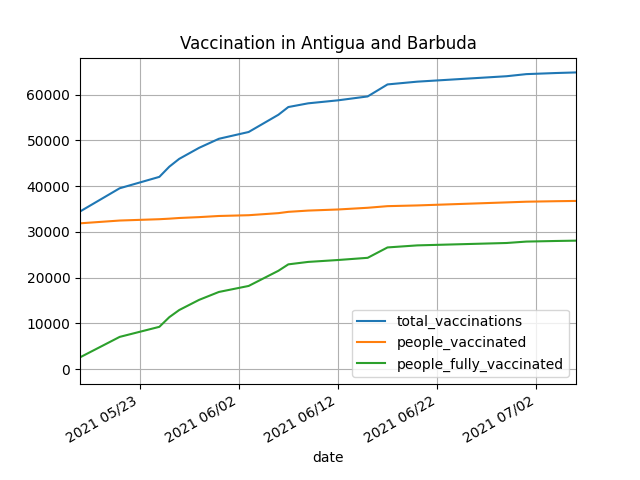 Vaccination in Antigua and Barbuda
60000
50000
40000
30000
20000
10000
0
total_vaccinations
people_vaccinated
people_fully_vaccinated
2021 05/23
2021 06/02
2021 06/12
2021 06/22
2021 07/02
date